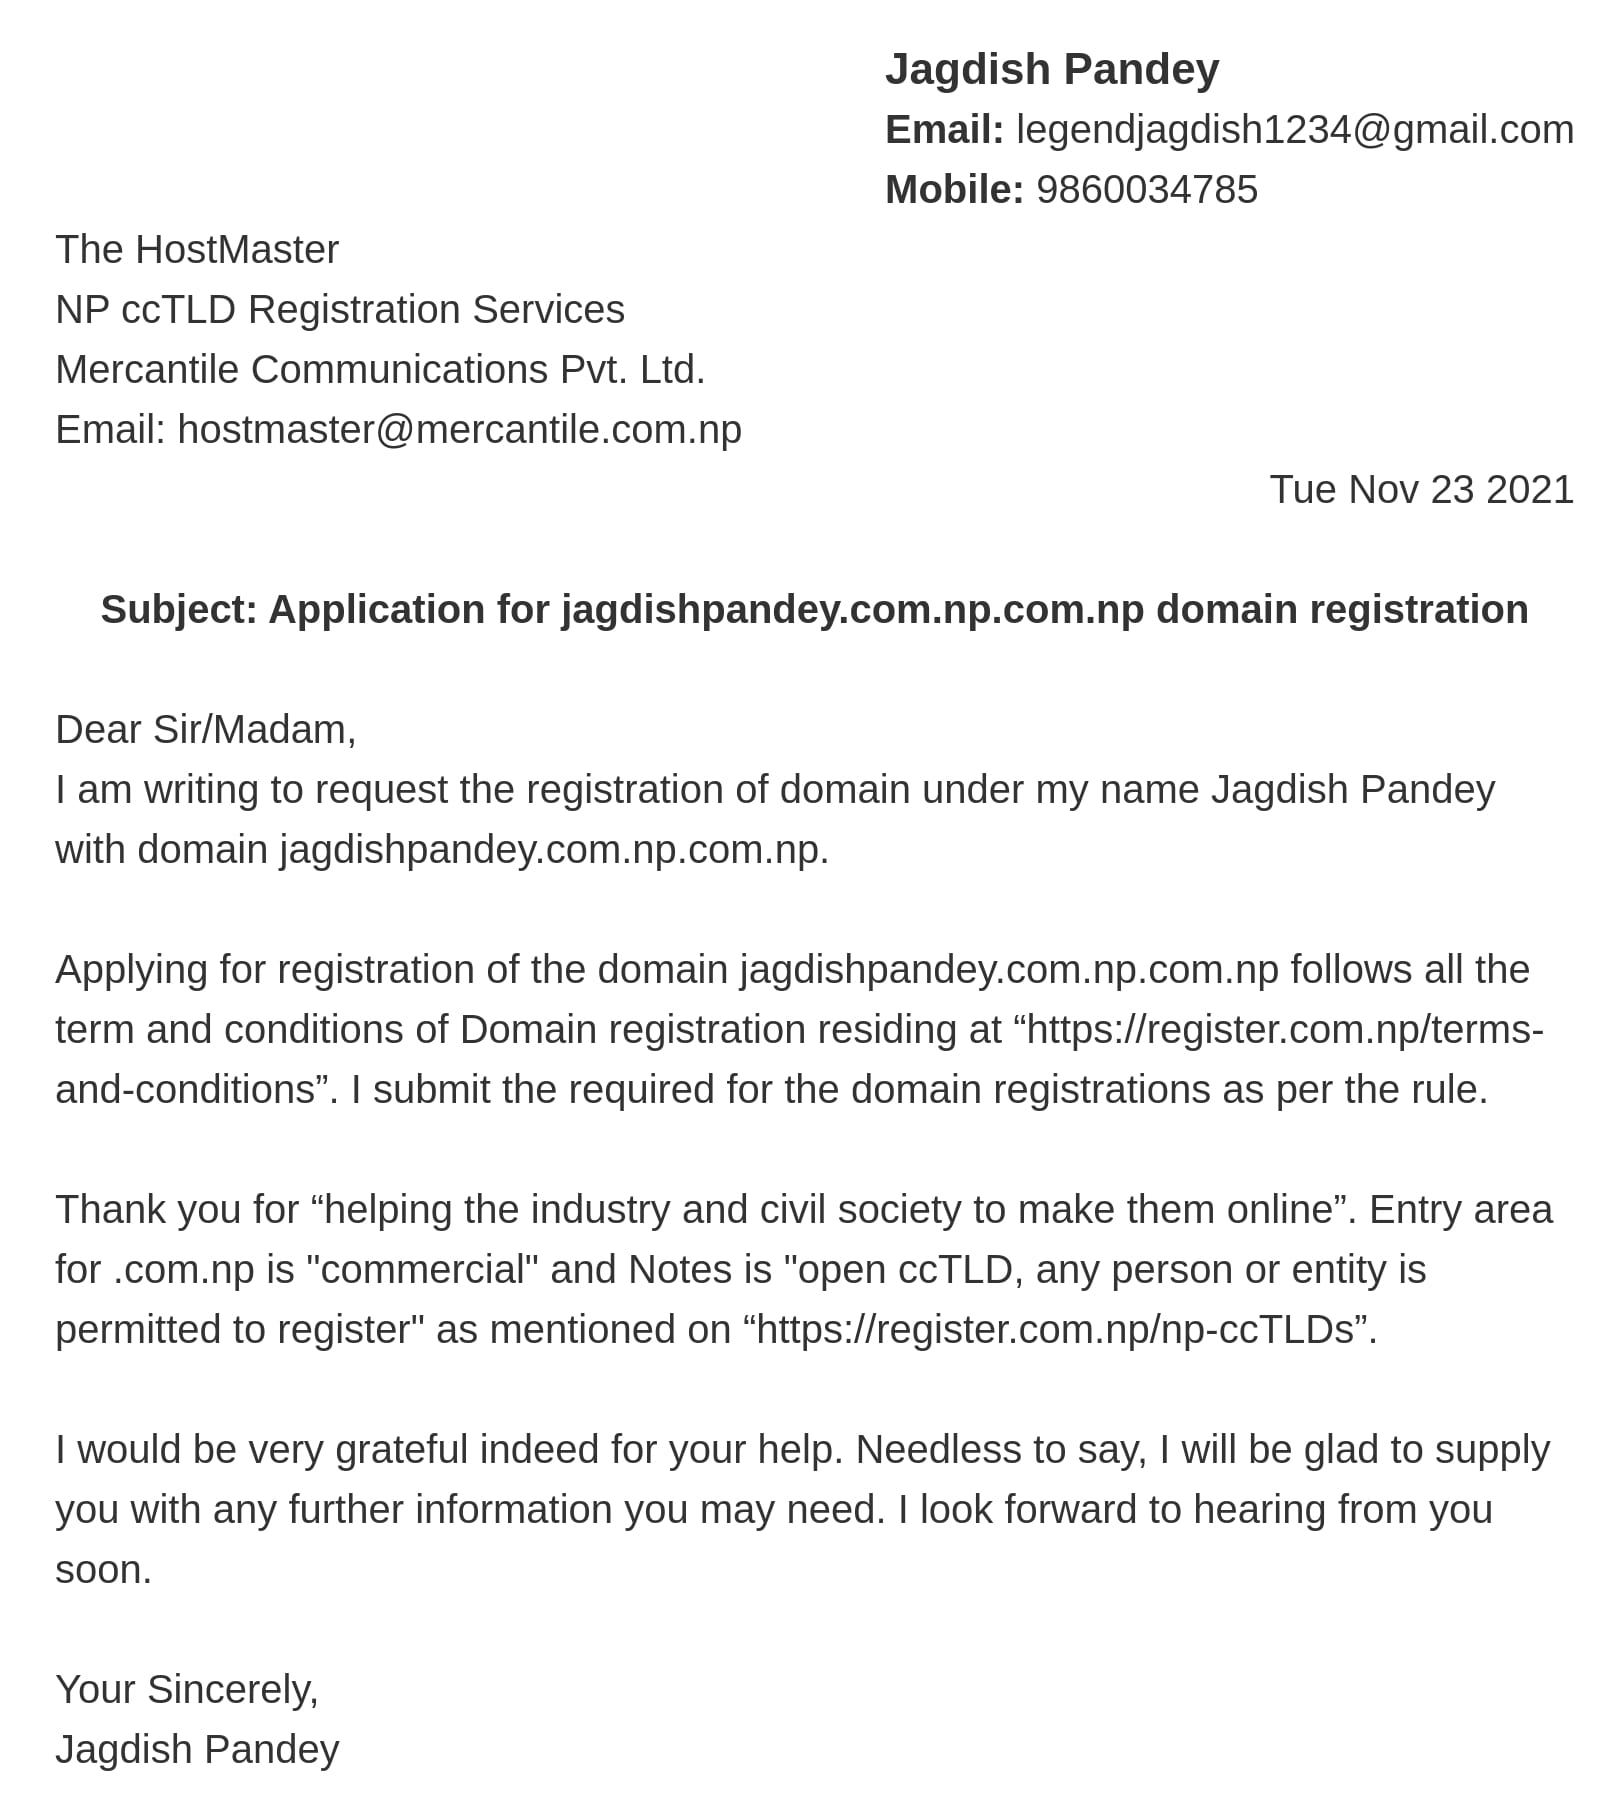 Jagdish Pandey
Email: legendjagdish1234@gmail.com
Mobile: 9860034785
The HostMaster
NP ccTLD Registration Services
Mercantile Communications Pvt. Ltd.
Email: hostmaster@mercantile.com.np
Tue Nov 23 2021
Subject: Application for jagdishpandey.com.np.com.np domain registration
Dear Sir/Madam,
I am writing to request the registration of domain under my name Jagdish Pandey
with domain jagdishpandey.com.np.com.np.
Applying for registration of the domain jagdishpandey.com.np.com.np follows all the
term and conditions of Domain registration residing at “https://register.com.np/terms-
and-conditions”. I submit the required for the domain registrations as per the rule.
Thank you for “helping the industry and civil society to make them online”. Entry area
for .com.np is "commercial" and Notes is "open ccTLD, any person or entity is
permitted to register" as mentioned on “https://register.com.np/np-ccTLDs”.
I would be very grateful indeed for your help. Needless to say, I will be glad to supply
you with any further information you may need. I look forward to hearing from you
soon.
Your Sincerely,
Jagdish Pandey